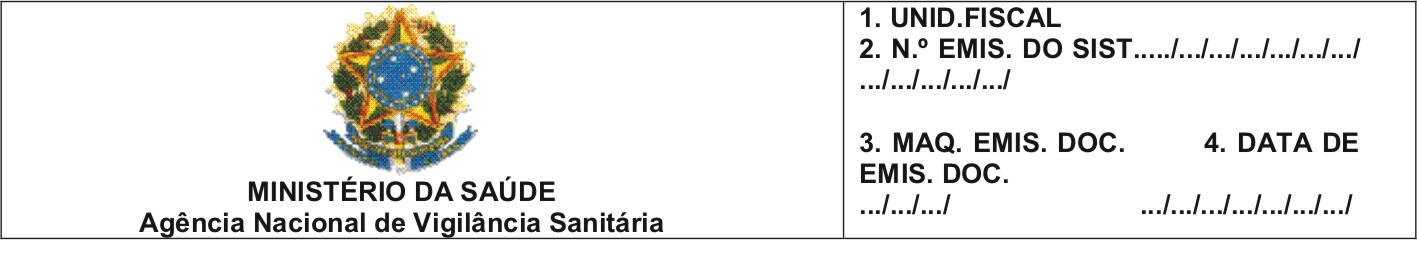 MINISTÉRIO DA SAÚDE
Agência Nacional de Vigilância Sanitária
1. UNID.FISCAL
2. N.º EMIS. DO SIST...../.../.../.../.../.../.../
.../.../.../.../.../
3. MAQ. EMIS. DOC. 4. DATA DE
EMIS. DOC.
.../.../.../ .../.../.../.../.../.../.../